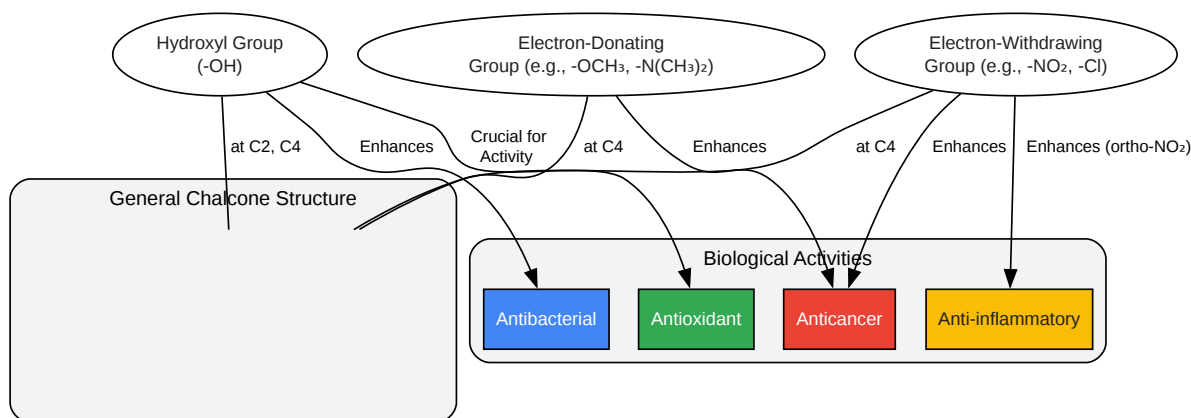 Hydroxyl Group
(-OH)
Electron-Donating
Group (e.g., -OCH₃, -N(CH₃)₂)
Electron-Withdrawing
Group (e.g., -NO₂, -Cl)
at C2, C4
Enhances
Crucial for
Activity
at C4
Enhances
at C4
Enhances
Enhances (ortho-NO₂)
General Chalcone Structure
Biological Activities
Antibacterial
Antioxidant
Anticancer
Anti-inflammatory